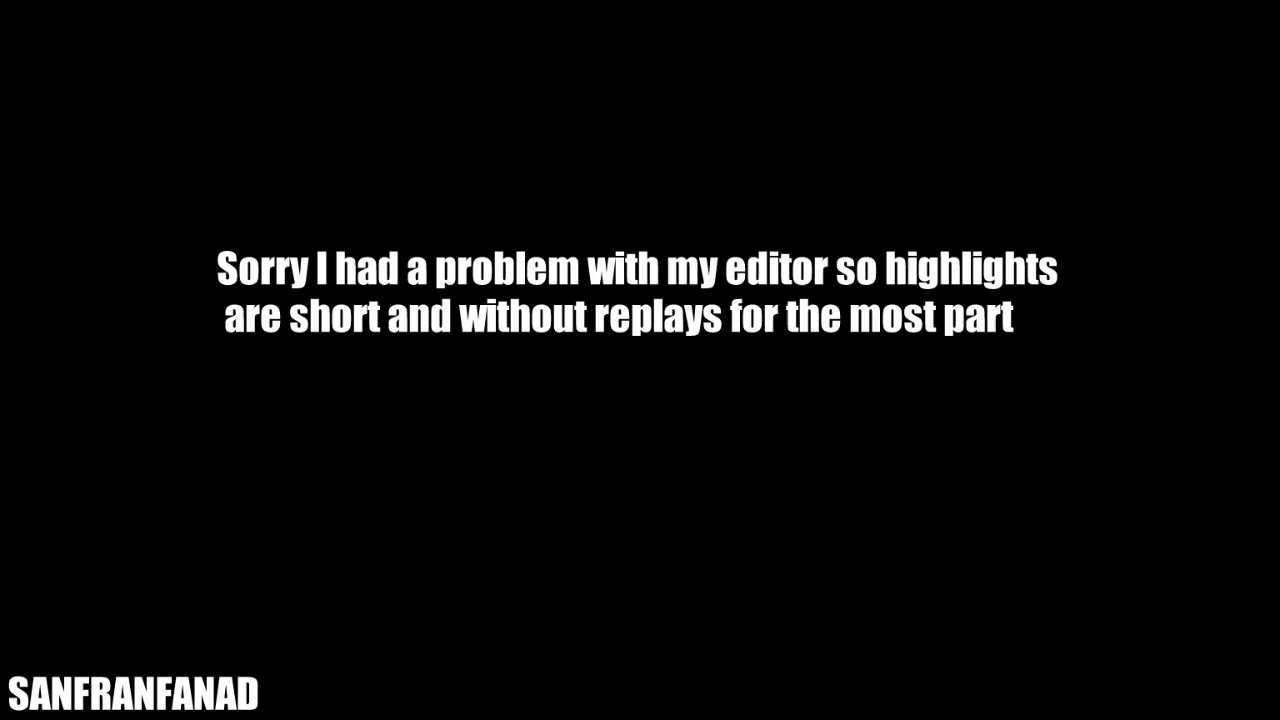 Sorry I had a problem with my editor so highlights
are short and without replays for the most part
SANFRANFANAD